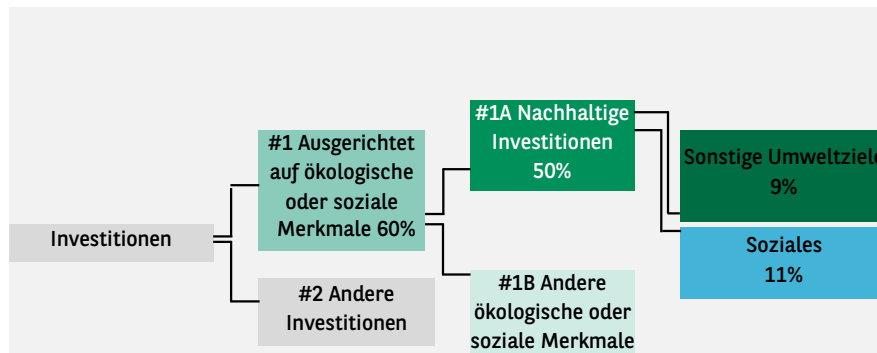 Investitionen
#1 Ausgerichtet
auf ökologische
oder soziale
Merkmale 60%
#2 Andere
Investitionen
#1A Nachhaltige
Investitionen
50%
#1B Andere
ökologische oder
soziale Merkmale
Sonstige Umweltziele
9%
Soziales
11%